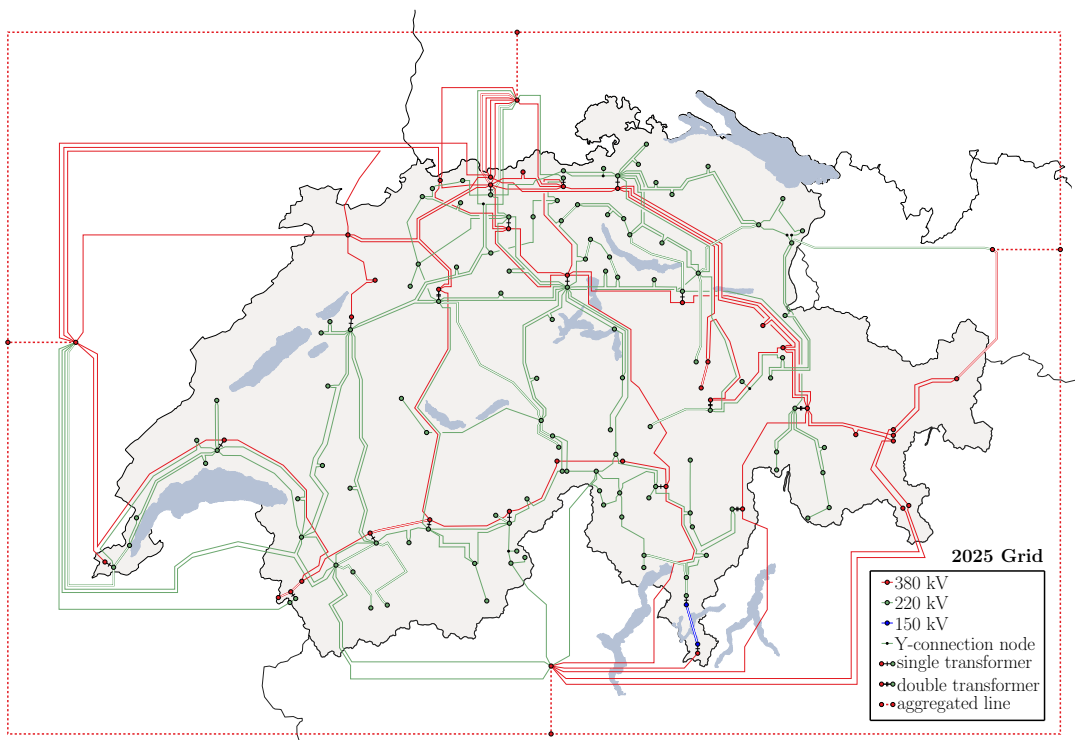 2025 Grid
380 kV
220 kV
150 kV
Y-connection node
single transformer
double transformer
aggregated line